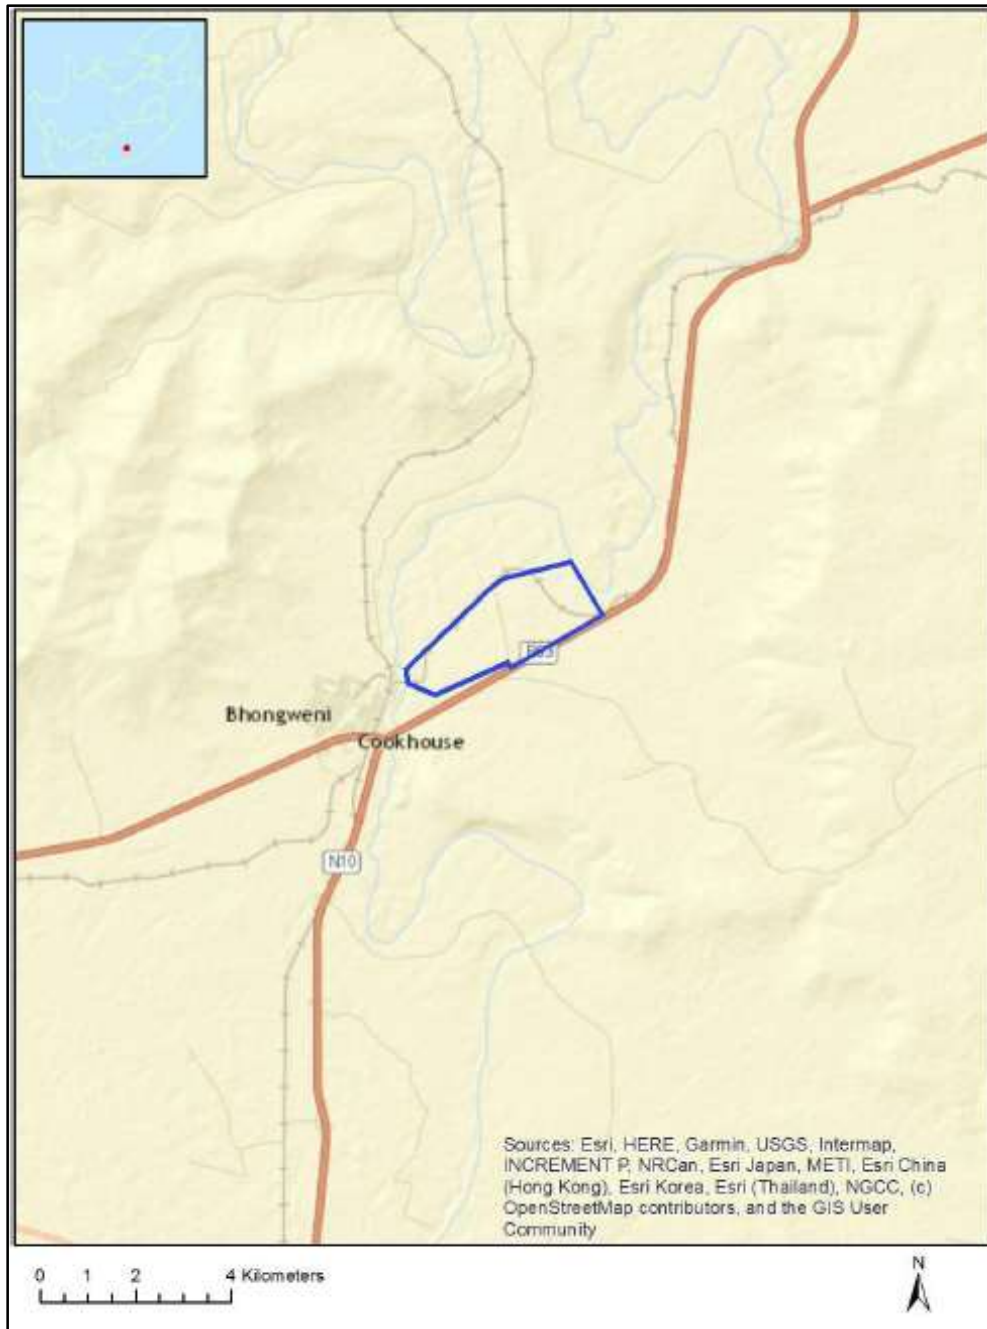 Bhongweni
Cookhouse
N10
Sources: Esri, HERE, Garmin, USGS, Intermap,
INCREMENT P, NRCan, Esri Japan, METI, Esri China
(Hong Kong), Esri Korea, Esri (Thailand), NGCC, (c)
OpenStreetMap contributors, and the GIS User
Community
0 1 2 4 Kilometers
N